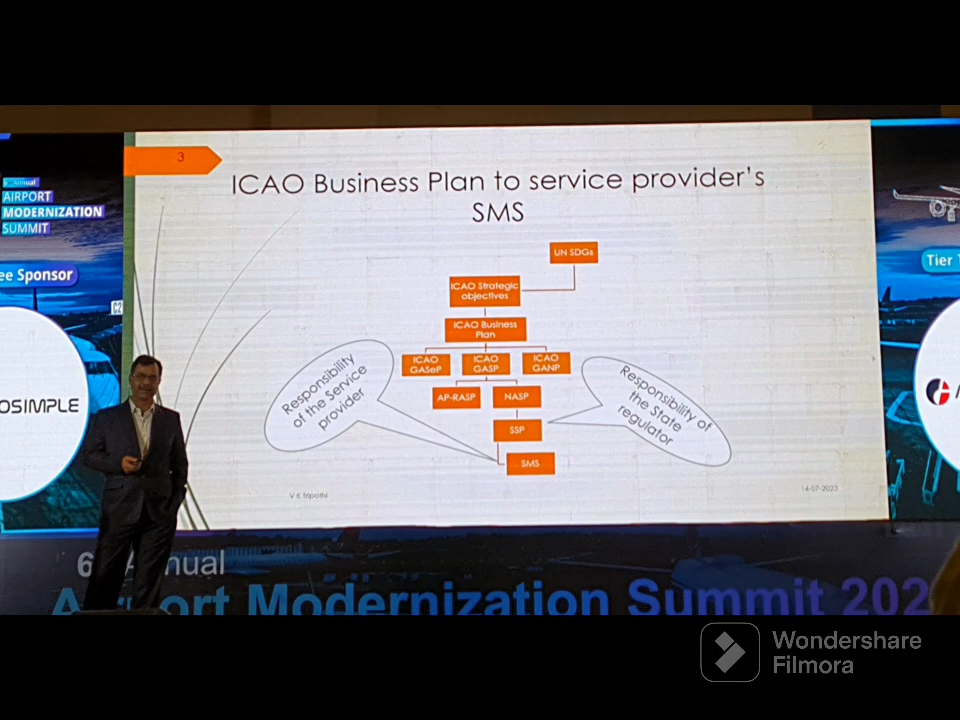 3
ICAO Business Plan to service provider's
SMS
UN SDGs
ICAO Strategic
objectives
ICAO Business
Plan
ICAO
GASeP
ICAO
GASP
ICAO
GANP
AP-RASP
NASP
SSP
SMS
Responsibility
of the Service
provider
Responsibility of
the State
regulator
V K Tripathi
14-07-2023
Annual
AIRPORT
MODERNIZATION
SUMMIT
ee Sponsor
OSIMPLE
Tier
6 nual
Airport Modernization Summit 202
Wondershare
Filmora